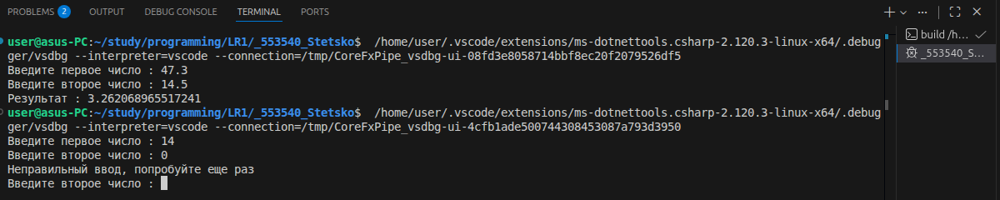 PROBLEMS 2 OUTPUT DEBUG CONSOLE TERMINAL PORTS
user@asus-PC:~/study/programming/LR1/_553540_Stetsko$ /home/user/.vscode/extensions/ms-dotnettools.csharp-2.120.3-linux-x64/.debug
ger/vsdbg --interpreter=vscode --connection=/tmp/CoreFxPipe_vsdbg-ui-08fd3e8058714bbf8ec20f2079526df5
Введите первое число : 47.3
Введите второе число : 14.5
Результат : 3.262068965517241
user@asus-PC:~/study/programming/LR1/_553540_Stetsko$ /home/user/.vscode/extensions/ms-dotnettools.csharp-2.120.3-linux-x64/.debug
ger/vsdbg --interpreter=vscode --connection=/tmp/CoreFxPipe_vsdbg-ui-4cfb1ade500744308453087a793d3950
Введите первое число : 14
Введите второе число : 0
Неправильный ввод, попробуйте еще раз
Введите второе число :
build /h...
_553540_S...